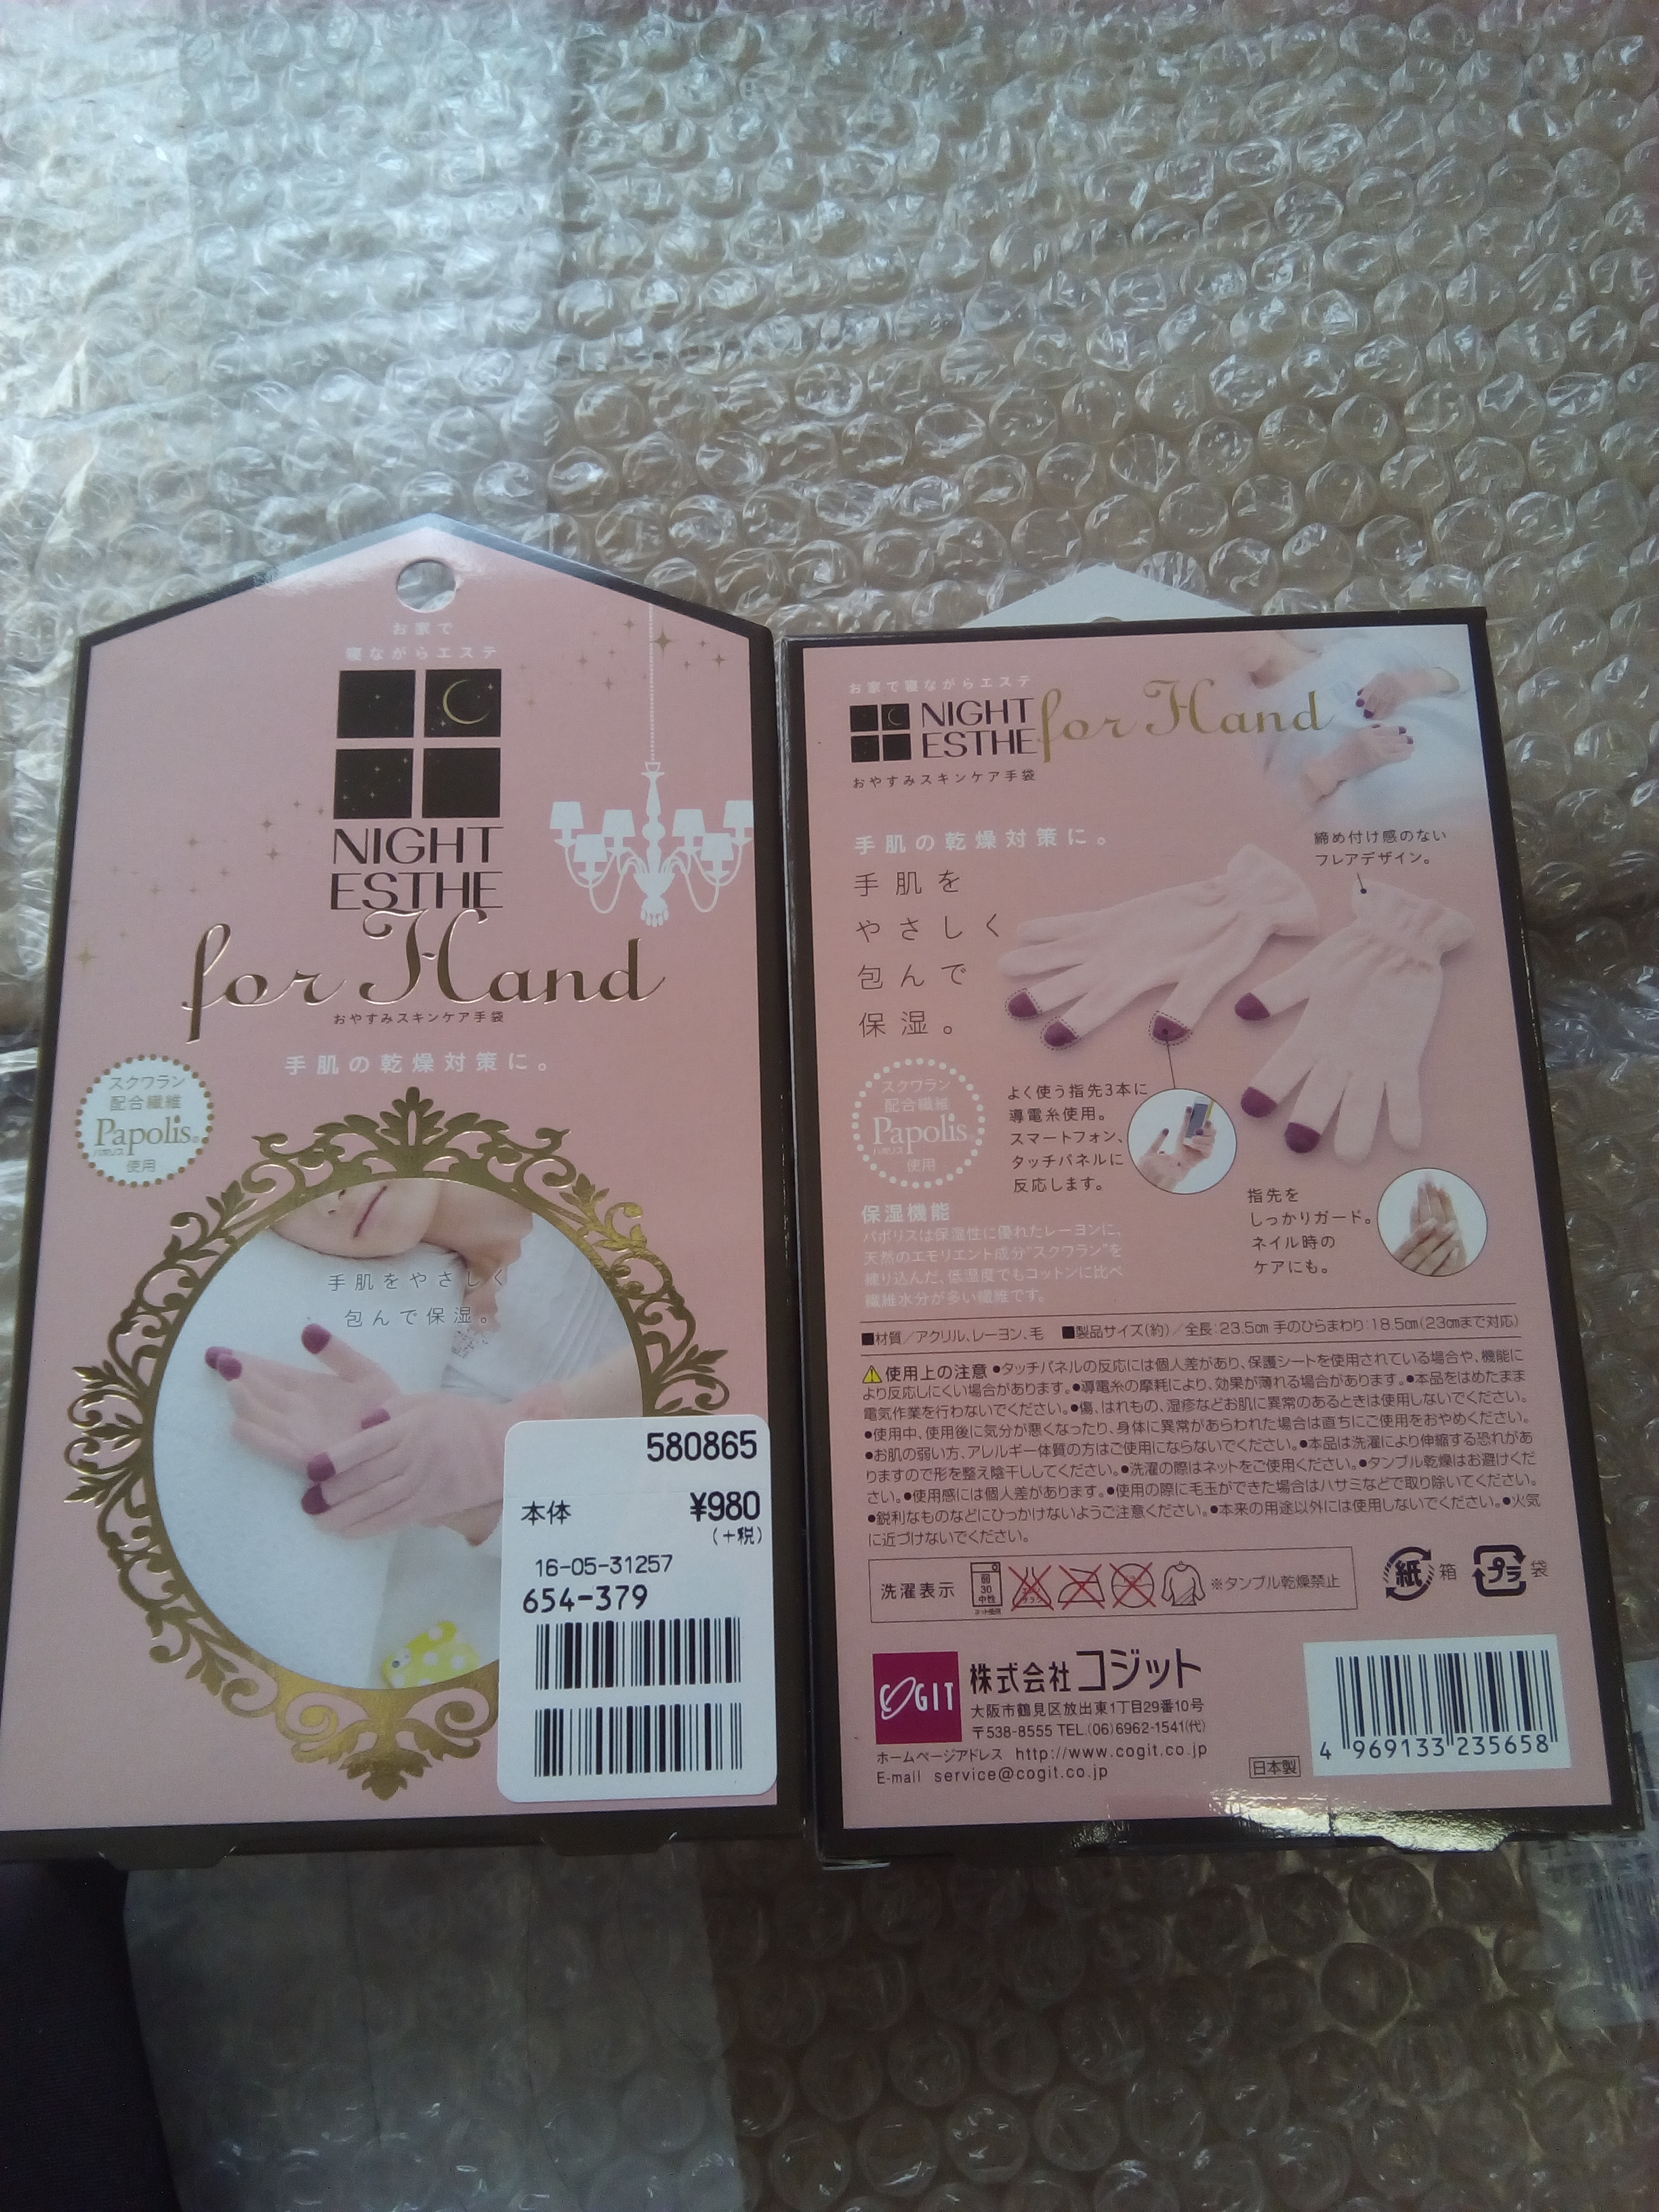 お家で
寝ながらエステ
NIGHT
ESTHE
for Hand
おやすみスキンケア手袋
手肌の乾燥対策に。
スクワラン
配合繊維
Papolis®
パポリス
使用
手肌をやさしく
包んで保湿。
580865
本体 ¥980
(+税)
16-05-31257
654-379
お家で寝ながらエステ
NIGHT
ESTHE
for Hand
おやすみスキンケア手袋
手肌の乾燥対策に。
手肌を
やさしく
包んで
保湿。
締め付け感のない
フレアデザイン。
スクワラン
配合繊維
Papolis®
パポリス
使用
よく使う指先3本に
導電糸使用。
スマートフォン、
タッチパネルに
反応します。
指先を
しっかりガード。
ネイル時の
ケアにも。
保湿機能
パポリスは保湿性に優れたレーヨンに、
天然のエモリエント成分"スクワラン"を
練り込んだ、低湿度でもコットンに比べ
繊維水分が多い繊維です。
■材質/アクリル、レーヨン、毛 ■製品サイズ(約)/全長:23.5cm 手のひらまわり:18.5cm(23cmまで対応)
使用上の注意 ●タッチパネルの反応には個人差があり、保護シートを使用されている場合や、機能に
より反応しにくい場合があります。●導電糸の摩耗により、効果が薄れる場合があります。●本品をはめたまま
電気作業を行わないでください。●傷、はれもの、湿疹などお肌に異常のあるときは使用しないでください。
●使用中、使用後に気分が悪くなったり、身体に異常があらわれた場合は直ちにご使用をおやめください。
●お肌の弱い方、アレルギー体質の方はご使用にならないでください。●本品は洗濯により伸縮する恐れがあ
りますので形を整え陰干ししてください。●洗濯の際はネットをご使用ください。●タンブル乾燥はお避けくだ
さい。●使用感には個人差があります。●使用の際に毛玉ができた場合はハサミなどで取り除いてください。
●鋭利なものなどにひっかけないようご注意ください。●本来の用途以外には使用しないでください。●火気
に近づけないでください。
洗濯表示
30
中性
※タンブル乾燥禁止
紙 箱
プラ 袋
COGIT
株式会社コジット
大阪市鶴見区放出東1丁目29番10号
〒538-8555 TEL.(06)6962-1541(代)
ホームページアドレス http://www.cogit.co.jp
E-mail service@cogit.co.jp
日本製
4 969133 235658